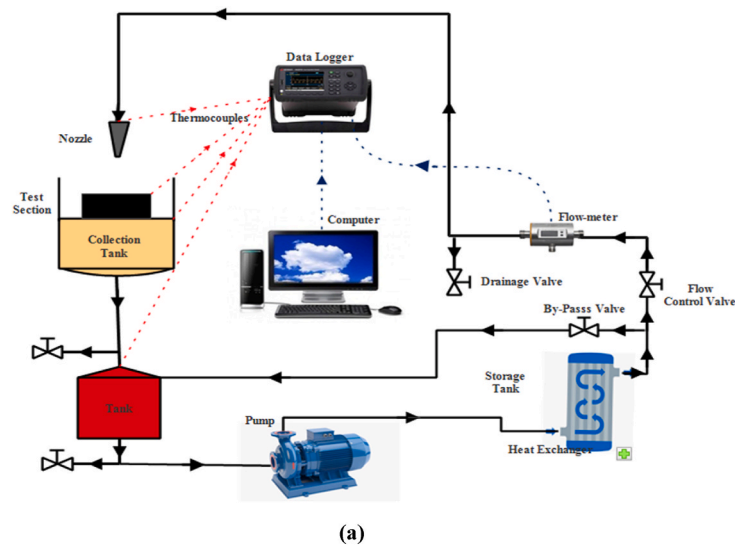 Data Logger
Thermocouples
Nozzle
Test
Section
Collection
Tank
Computer
Flow-meter
Drainage Valve
Flow
Control Valve
By-Passs Valve
Storage
Tank
Tank
Pump
Heat Exchanger
(a)